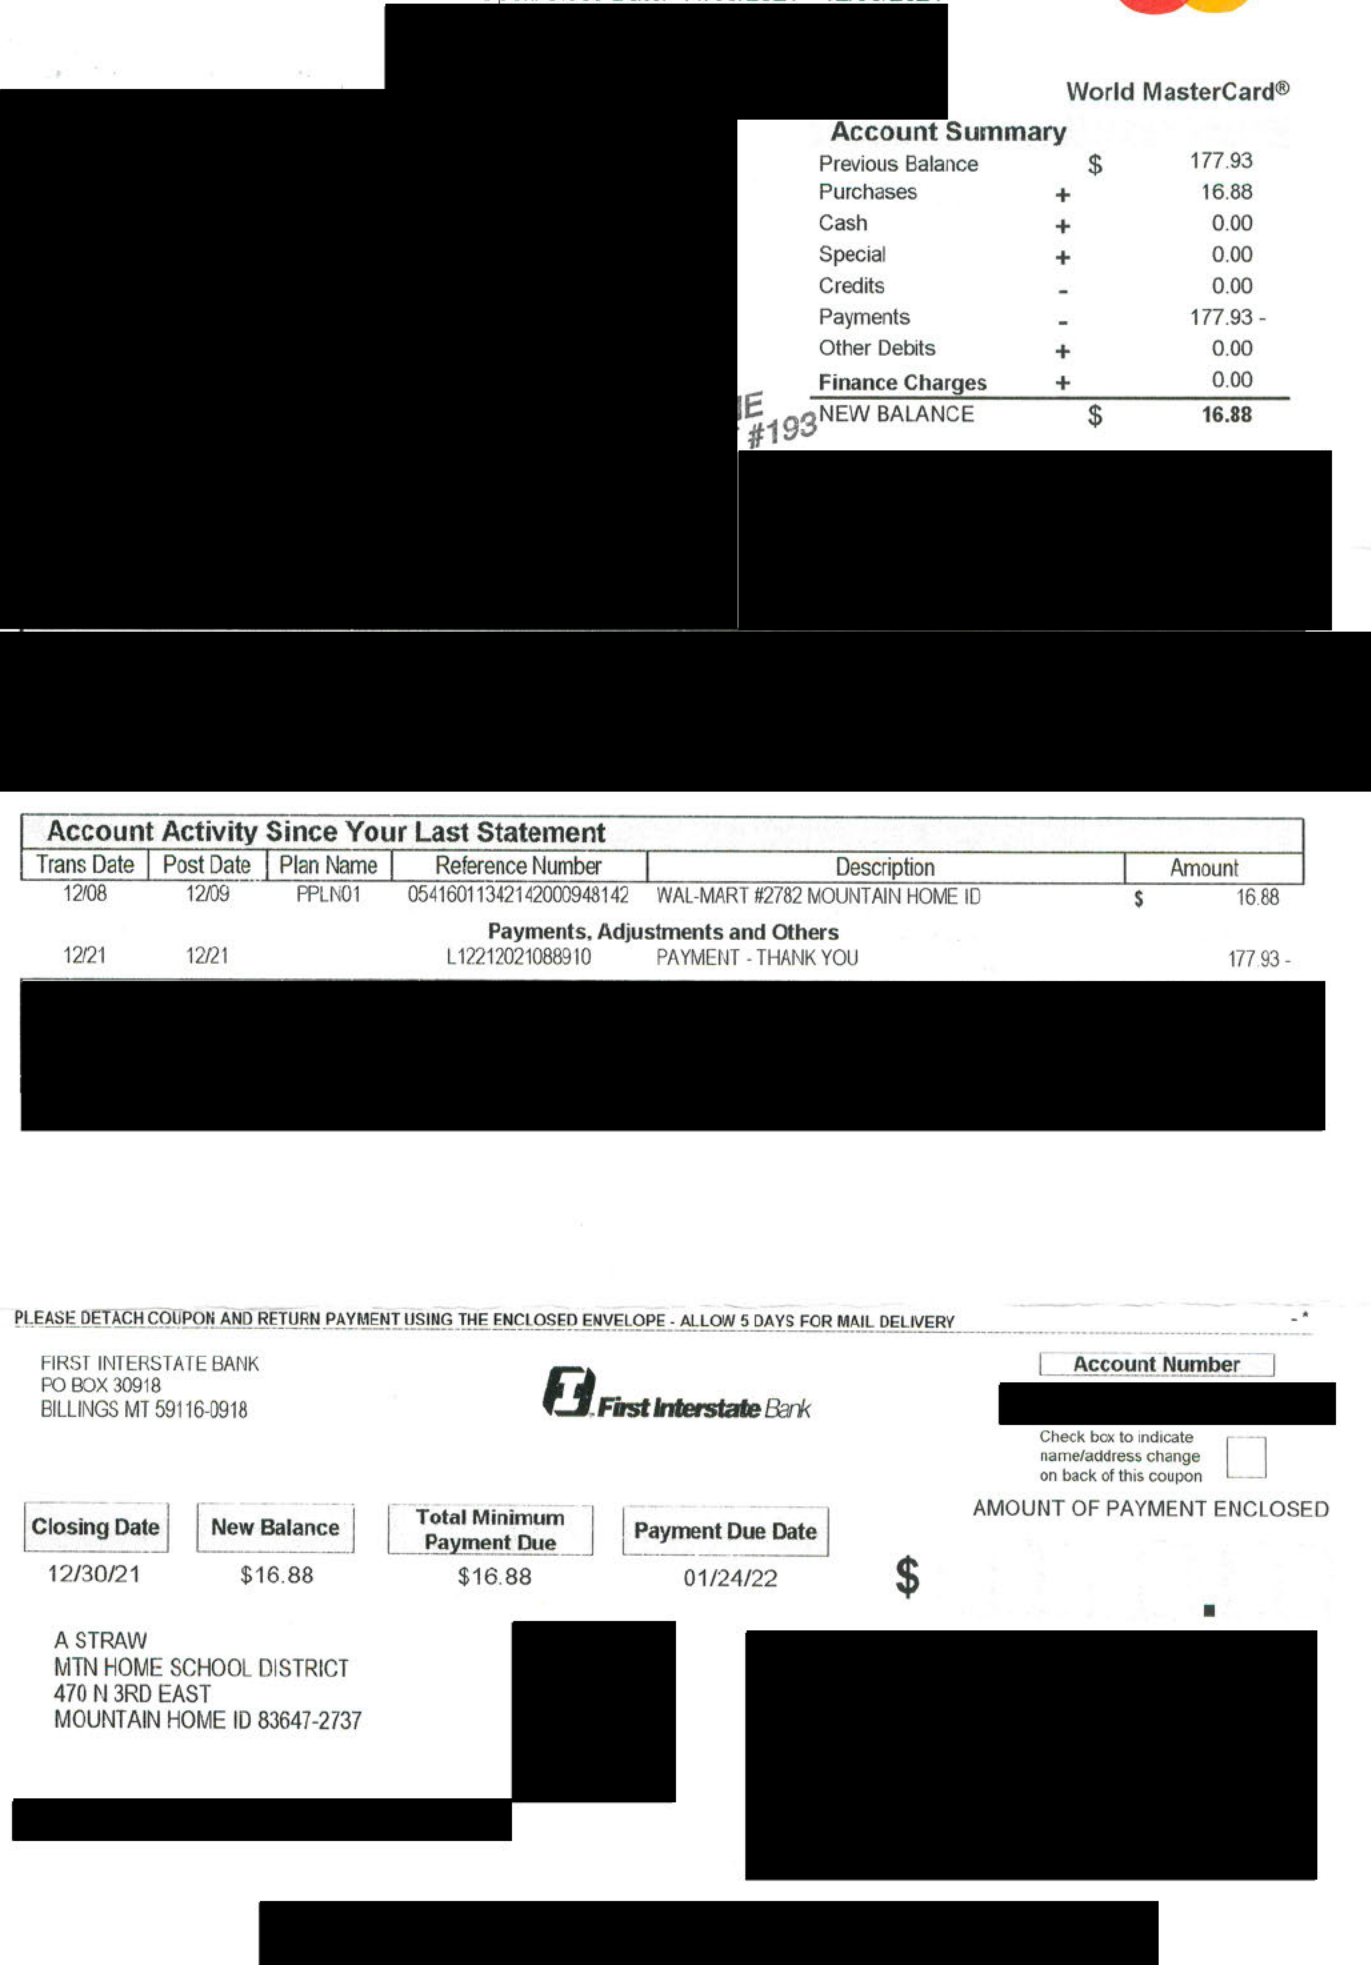 World MasterCard®
Account Summary
Previous Balance $ 177.93
Purchases + 16.88
Cash + 0.00
Special + 0.00
Credits - 0.00
Payments - 177.93 -
Other Debits + 0.00
Finance Charges + 0.00
NEW BALANCE $ 16.88
#193
Account Activity Since Your Last Statement
Trans Date Post Date Plan Name Reference Number Description Amount
12/08 12/09 PPLN01 05416011342142000948142 WAL-MART #2782 MOUNTAIN HOME ID $ 16.88
Payments, Adjustments and Others
12/21 12/21 L12212021088910 PAYMENT - THANK YOU 177.93 -
PLEASE DETACH COUPON AND RETURN PAYMENT USING THE ENCLOSED ENVELOPE - ALLOW 5 DAYS FOR MAIL DELIVERY - *
FIRST INTERSTATE BANK
PO BOX 30918
BILLINGS MT 59116-0918
First Interstate Bank
Account Number
Check box to indicate
name/address change
on back of this coupon
AMOUNT OF PAYMENT ENCLOSED
Closing Date New Balance Total Minimum Payment Due Payment Due Date
12/30/21 $16.88 $16.88 01/24/22 $
A STRAW
MTN HOME SCHOOL DISTRICT
470 N 3RD EAST
MOUNTAIN HOME ID 83647-2737